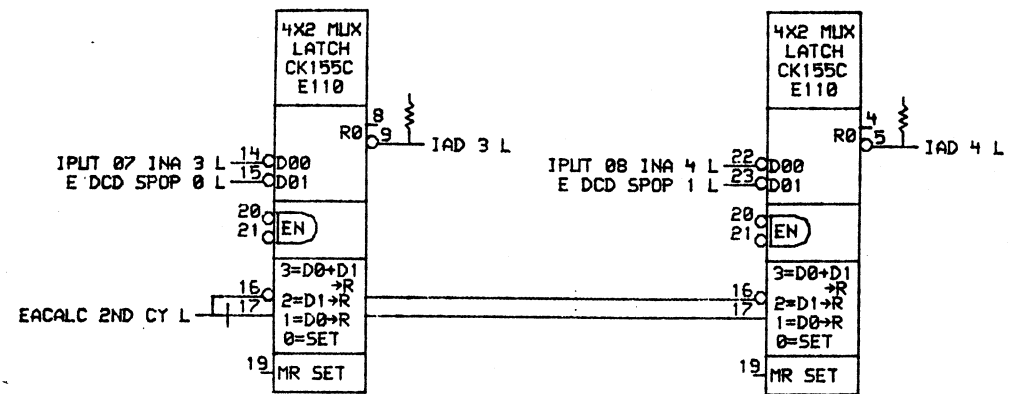 4X2 MUX
LATCH
CK155C
E110
8
R0
9
IAD 3 L
IPUT 07 INA 3 L
14
D00
E DCD SPOP 0 L
15
D01
20
21
EN
3=D0+D1
→R
16
2=D1→R
17
1=D0→R
EACALC 2ND CY L
0=SET
19
MR SET
4X2 MUX
LATCH
CK155C
E110
4
R0
5
IAD 4 L
IPUT 08 INA 4 L
22
D00
E DCD SPOP 1 L
23
D01
20
21
EN
3=D0+D1
→R
16
2=D1→R
17
1=D0→R
0=SET
19
MR SET